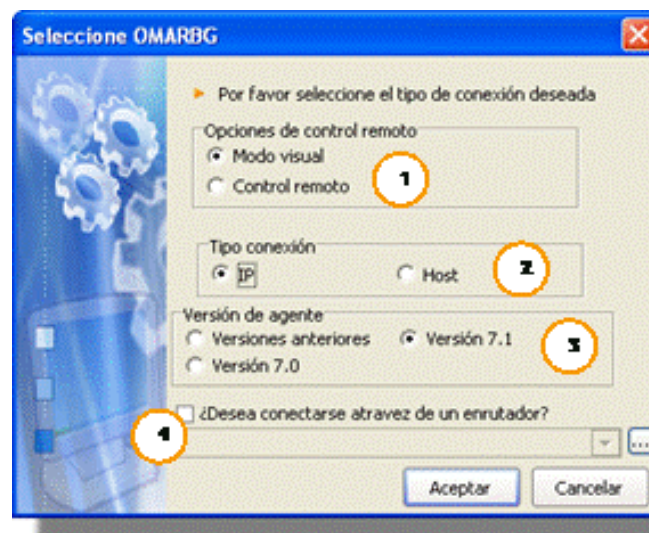 Seleccione OMARBG
Por favor seleccione el tipo de conexión deseada
Opciones de control remoto
Modo visual
Control remoto
1
Tipo conexión
IP Host
2
Versión de agente
Versiones anteriores Versión 7.1
3
Versión 7.0
¿Desea conectarse atravez de un enrutador?
4
...
Aceptar Cancelar